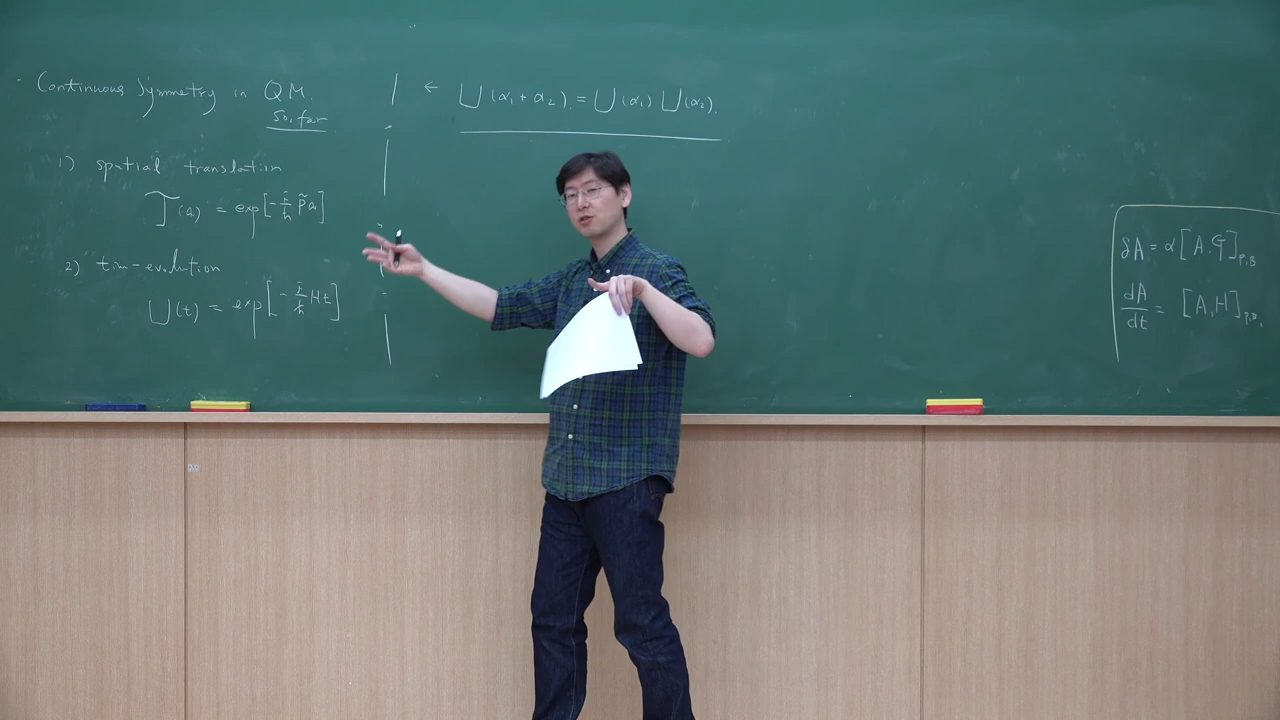 · Continuous Symmetry in QM.
so far
1) spatial translation
J(a) = exp[-i/ħ p̃a]
2) tim-evolution
U(t) = exp[-i/ħ Ht]
← U(α₁+α₂) = U(α₁) U(α₂).
δA = α[A,G]P.B
dA/dt = [A,H]P.B.